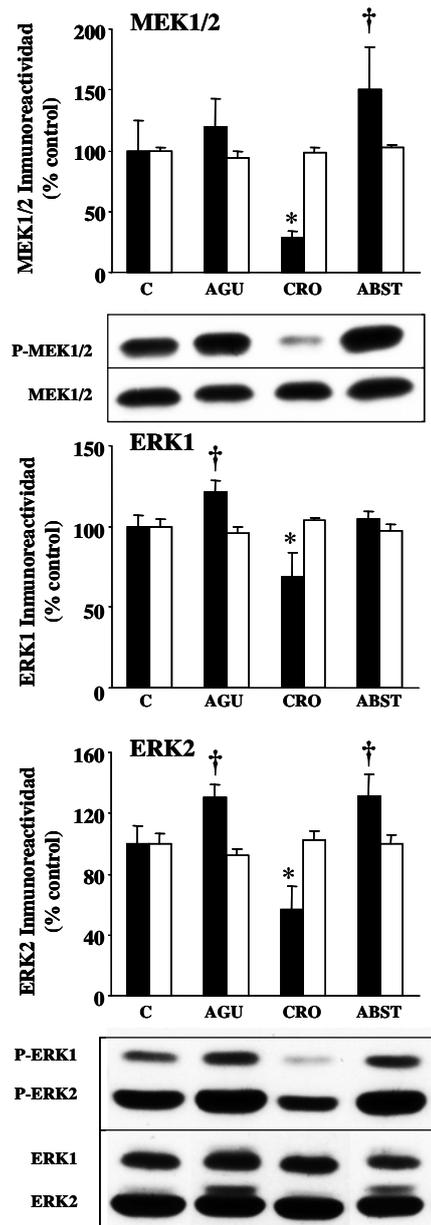 MEK1/2
†
200
150
100
50
0
*
MEK1/2 Inmunoreactividad
(% control)
C AGU CRO ABST
P-MEK1/2
MEK1/2
ERK1
150
100
50
0
†
*
ERK1 Inmunoreactividad
(% control)
C AGU CRO ABST
ERK2
160
120
80
40
0
†
†
*
ERK2 Inmunoreactividad
(% control)
C AGU CRO ABST
P-ERK1
P-ERK2
ERK1
ERK2